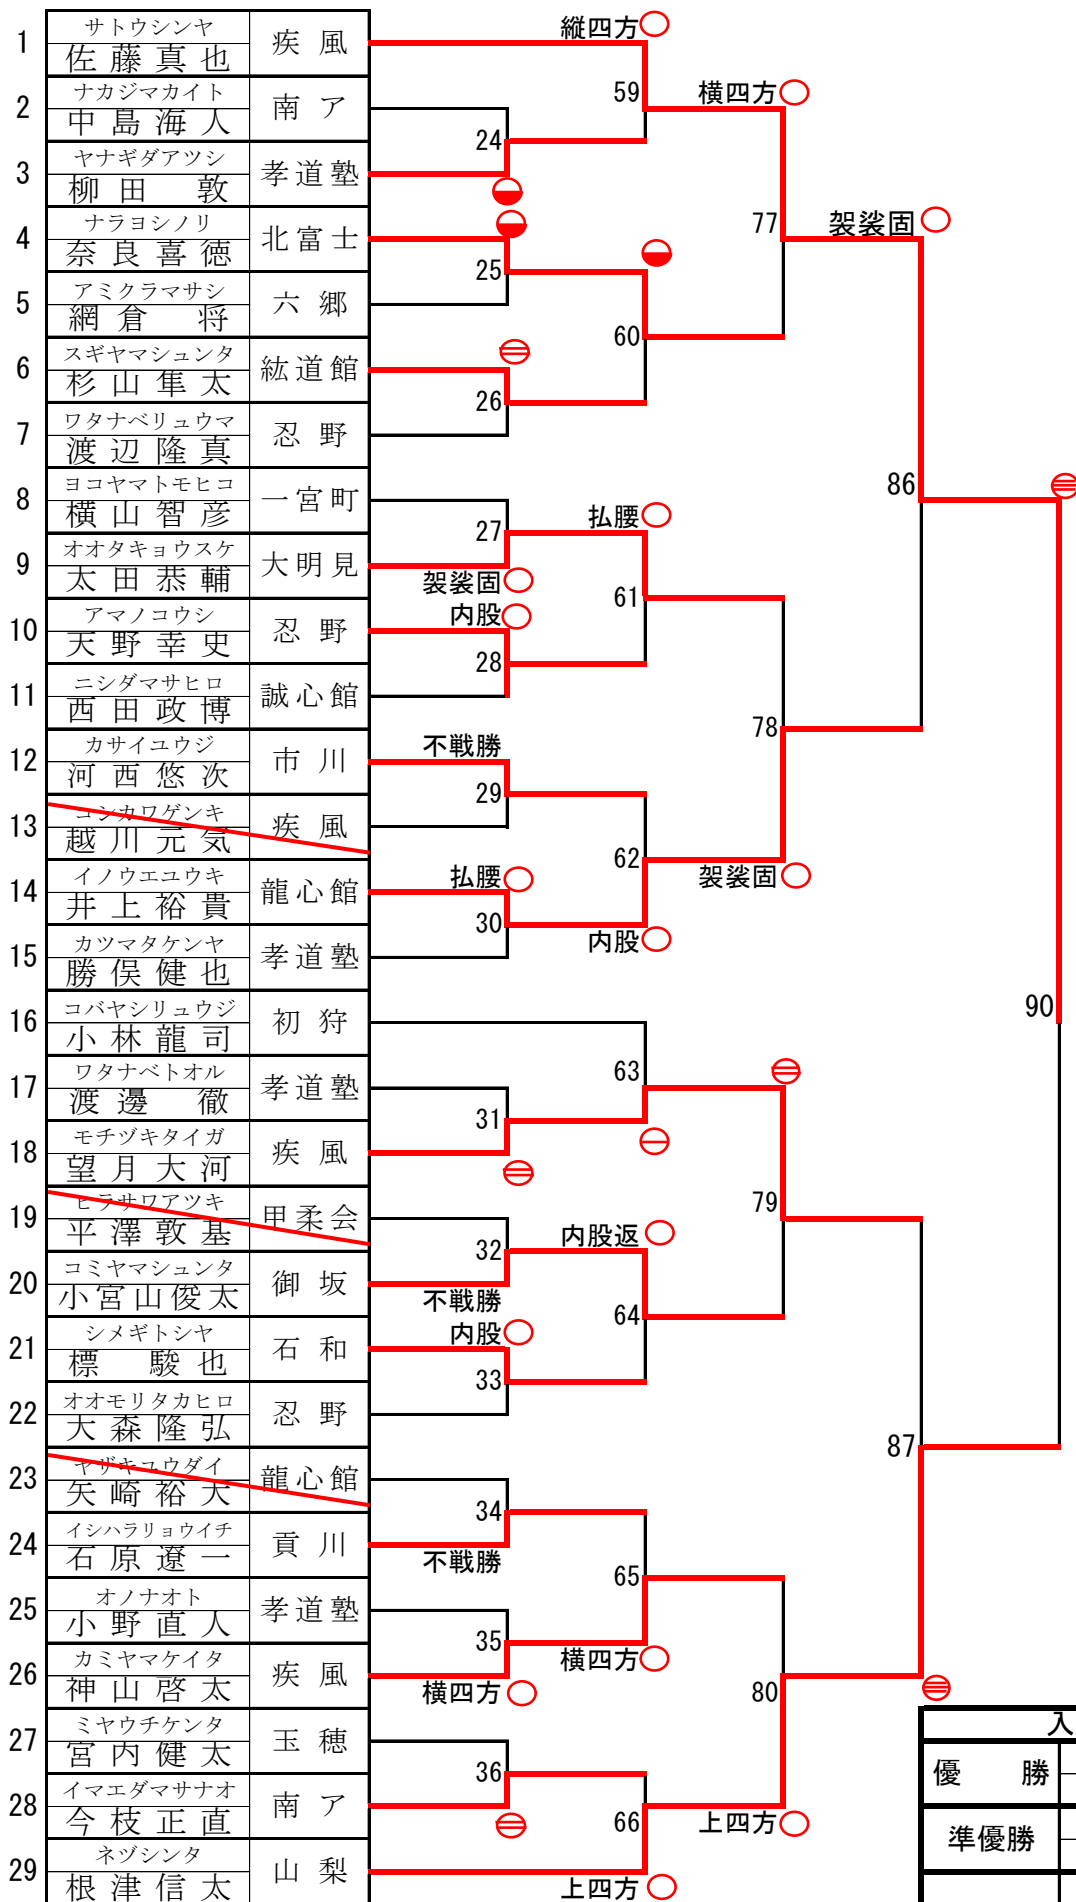 1 サトウシンヤ 佐藤真也 疾風
2 ナカジマカイト 中島海人 南ア
3 ヤナギダアツシ 柳田 敦 孝道塾
4 ナラヨシノリ 奈良喜徳 北富士
5 アミクラマサシ 網倉 将 六郷
6 スギヤマシュンタ 杉山隼太 紘道館
7 ワタナベリュウマ 渡辺隆真 忍野
8 ヨコヤマトモヒコ 横山智彦 一宮町
9 オオタキョウスケ 太田恭輔 大明見
10 アマノコウシ 天野幸史 忍野
11 ニシダマサヒロ 西田政博 誠心館
12 カサイユウジ 河西悠次 市川
13 コシカワゲンキ 越川元気 疾風
14 イノウエユウキ 井上裕貴 龍心館
15 カツマタケンヤ 勝俣健也 孝道塾
16 コバヤシリュウジ 小林龍司 初狩
17 ワタナベトオル 渡邊 徹 孝道塾
18 モチヅキタイガ 望月大河 疾風
19 ヒラサワアツキ 平澤敦基 甲柔会
20 コミヤマシュンタ 小宮山俊太 御坂
21 シメギトシヤ 標 駿也 石和
22 オオモリタカヒロ 大森隆弘 忍野
23 ヤザキユウダイ 矢崎裕大 龍心館
24 イシハラリョウイチ 石原遼一 貢川
25 オノナオト 小野直人 孝道塾
26 カミヤマケイタ 神山啓太 疾風
27 ミヤウチケンタ 宮内健太 玉穂
28 イマエダマサナオ 今枝正直 南ア
29 ネヅシンタ 根津信太 山梨
24
25
26
27
袈裟固
内股
28
不戦勝
29
払腰
30
31
32
不戦勝
内股
33
34
不戦勝
35
横四方
36
縦四方
59
60
払腰
61
62
内股
63
内股返
64
65
横四方
66
上四方
横四方
77
78
袈裟固
79
80
上四方
袈裟固
86
87
90
入
優 勝
準優勝